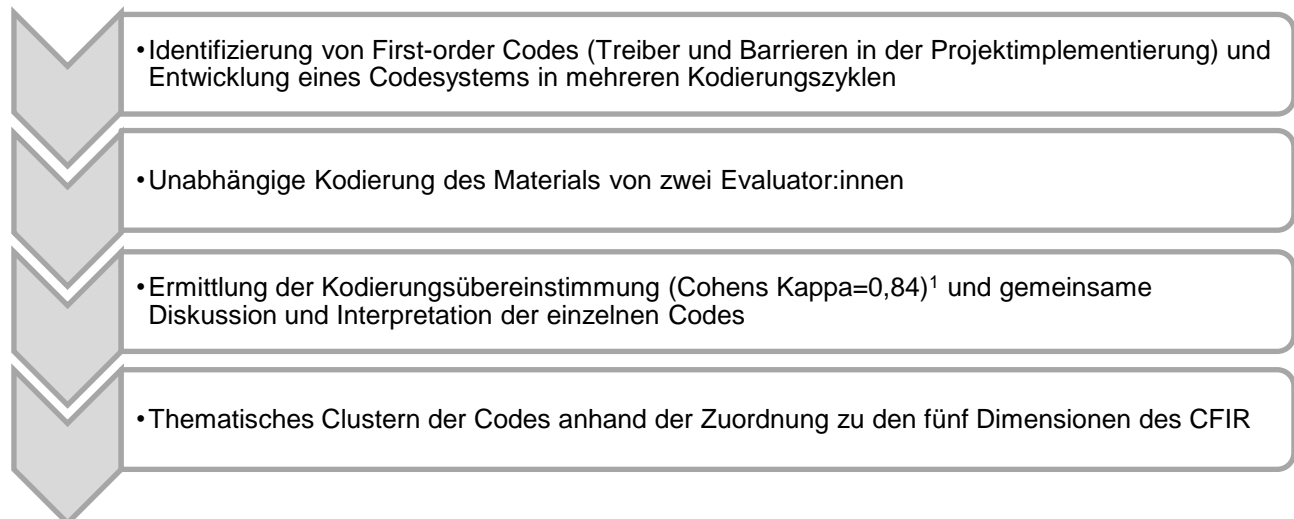 •Identifizierung von First-order Codes (Treiber und Barrieren in der Projektimplementierung) und
Entwicklung eines Codesystems in mehreren Kodierungszyklen
•Unabhängige Kodierung des Materials von zwei Evaluator:innen
•Ermittlung der Kodierungsübereinstimmung (Cohens Kappa=0,84)¹ und gemeinsame
Diskussion und Interpretation der einzelnen Codes
•Thematisches Clustern der Codes anhand der Zuordnung zu den fünf Dimensionen des CFIR